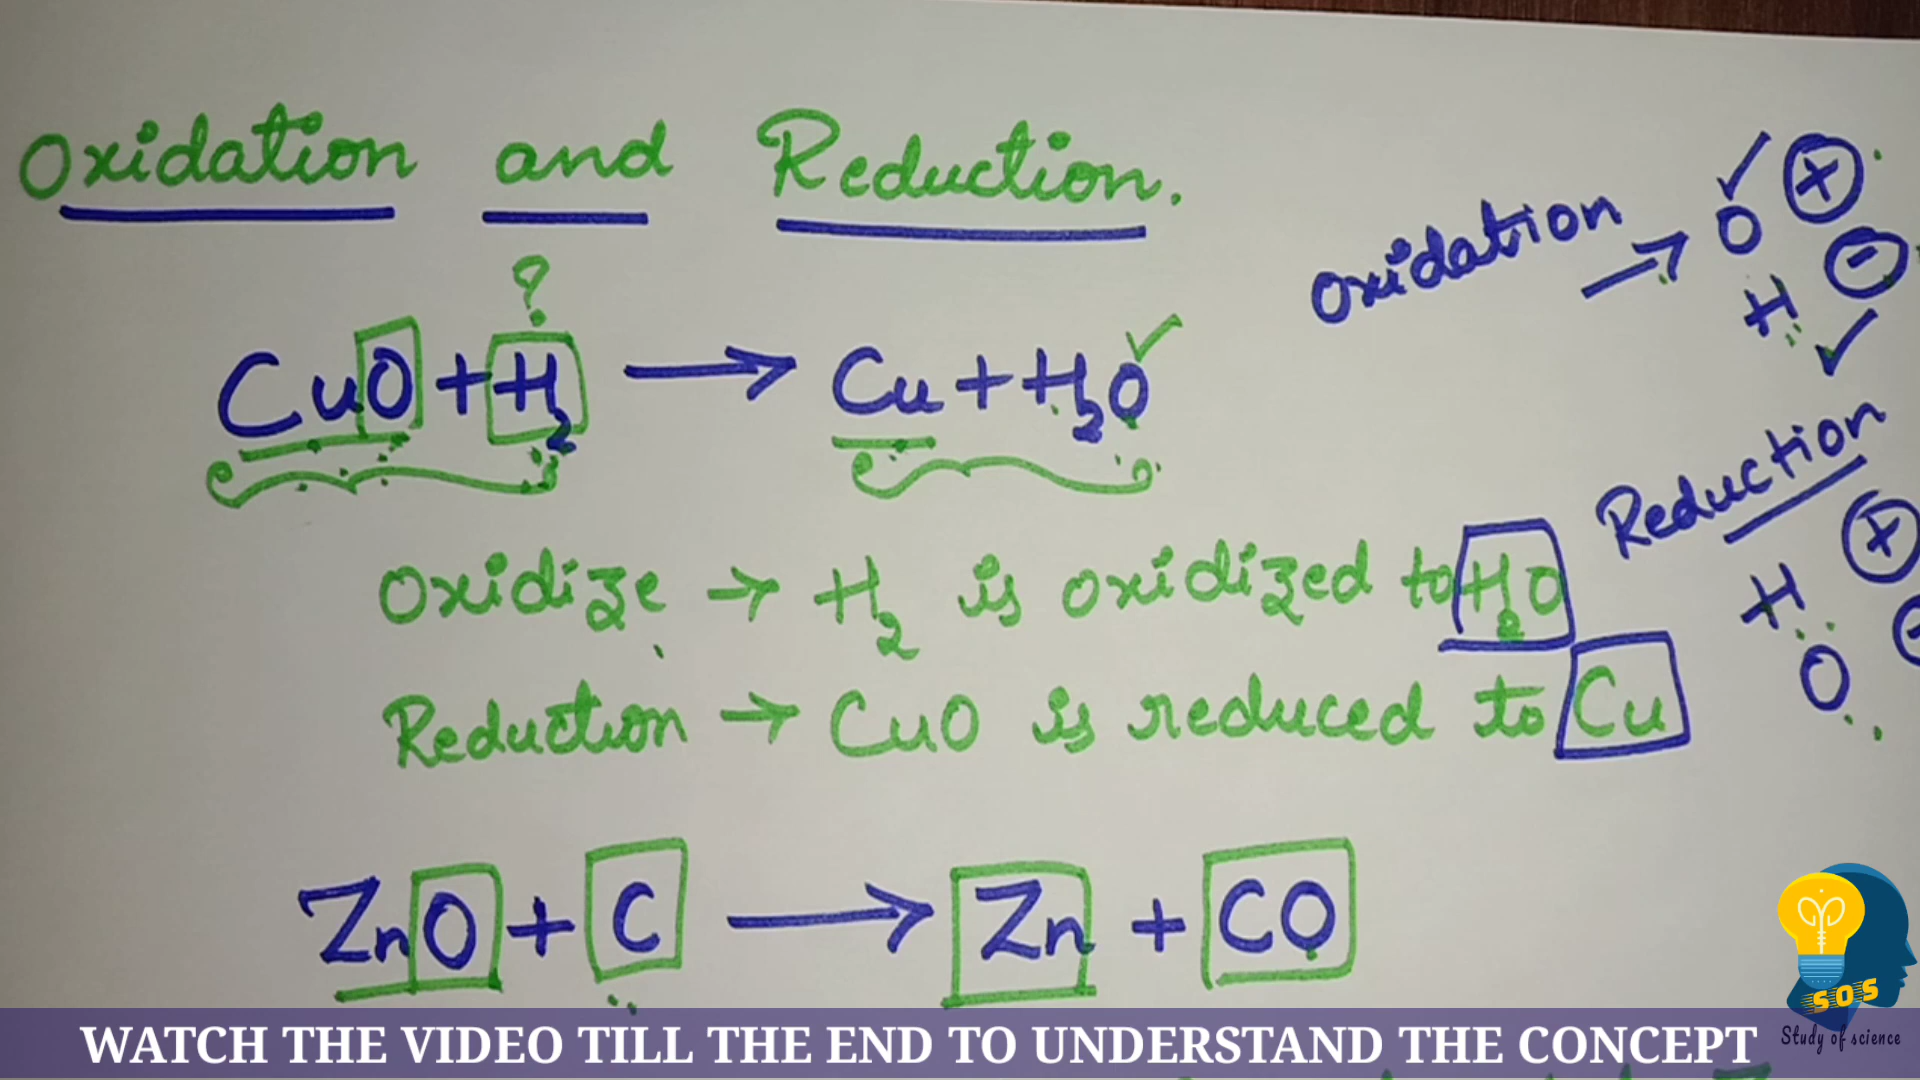 Oxidation and Reduction.
?
CuO + H₂ → Cu + H₂O ✓
Oxidation → O ✓ +
H − ✓
Reduction
H +
O −
Oxidize → H₂ is oxidized to H₂O
Reduction → CuO is reduced to Cu
ZnO + C → Zn + CO
SOS
Study of science
WATCH THE VIDEO TILL THE END TO UNDERSTAND THE CONCEPT